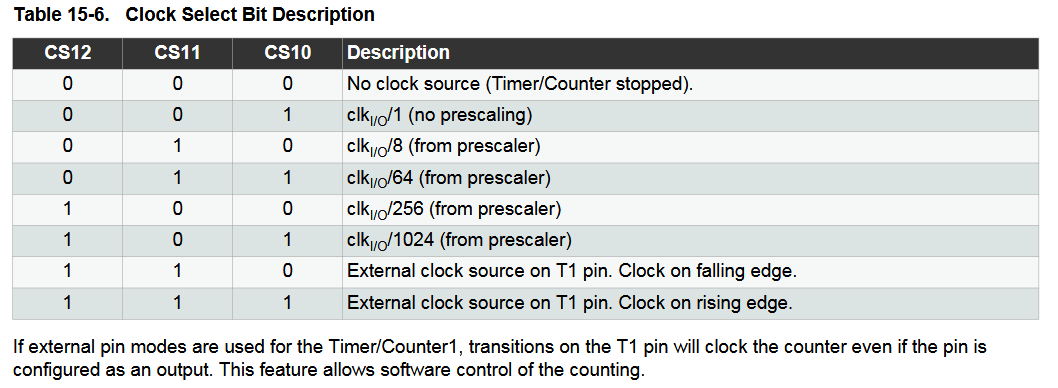 Table 15-6. Clock Select Bit Description
CS12 CS11 CS10 Description
0 0 0 No clock source (Timer/Counter stopped).
0 0 1 clkI/O/1 (no prescaling)
0 1 0 clkI/O/8 (from prescaler)
0 1 1 clkI/O/64 (from prescaler)
1 0 0 clkI/O/256 (from prescaler)
1 0 1 clkI/O/1024 (from prescaler)
1 1 0 External clock source on T1 pin. Clock on falling edge.
1 1 1 External clock source on T1 pin. Clock on rising edge.
If external pin modes are used for the Timer/Counter1, transitions on the T1 pin will clock the counter even if the pin is
configured as an output. This feature allows software control of the counting.